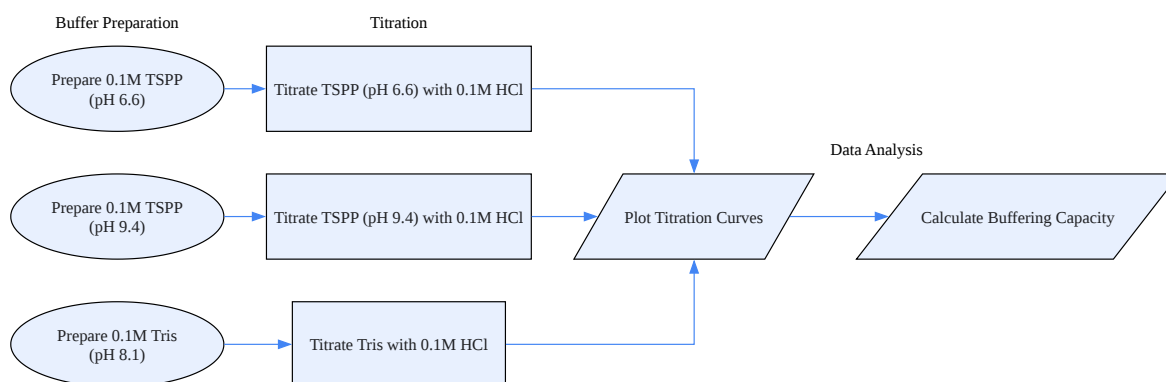 Buffer Preparation
Titration
Prepare 0.1M TSPP
(pH 6.6)
Titrate TSPP (pH 6.6) with 0.1M HCl
Data Analysis
Prepare 0.1M TSPP
(pH 9.4)
Titrate TSPP (pH 9.4) with 0.1M HCl
Plot Titration Curves
Calculate Buffering Capacity
Prepare 0.1M Tris
(pH 8.1)
Titrate Tris with 0.1M HCl